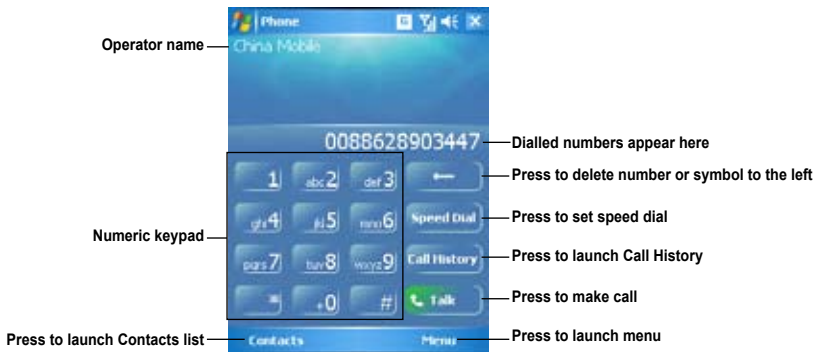 Phone
G
Operator name
China Mobile
0088628903447
Dialled numbers appear here
1
abc 2
def 3
Press to delete number or symbol to the left
ghi 4
jkl 5
mno 6
Speed Dial
Press to set speed dial
Numeric keypad
pqrs 7
tuv 8
wxyz 9
Call History
Press to launch Call History
*
+0
#
Talk
Press to make call
Press to launch Contacts list
Contacts
Menu
Press to launch menu